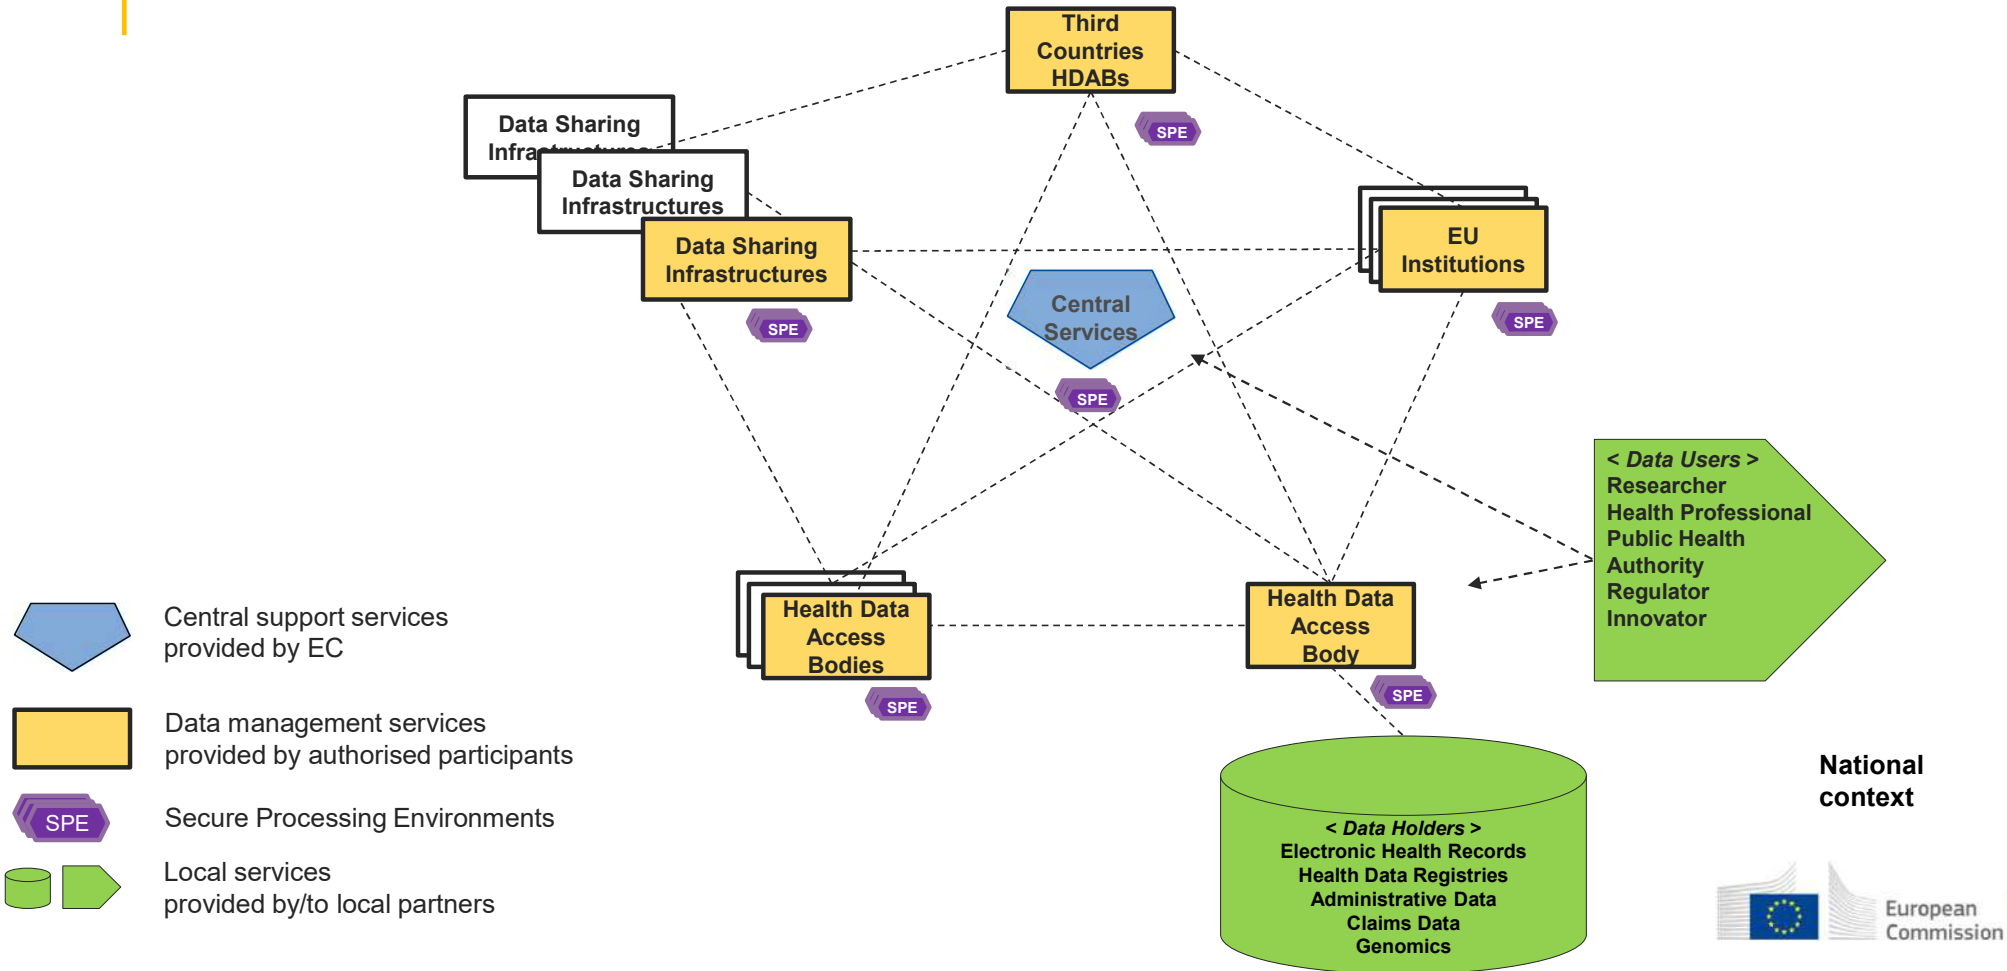 Third
Countries
HDABs
SPE
Data Sharing
Infrastructures
Data Sharing
Infrastructures
Data Sharing
Infrastructures
SPE
EU
Institutions
SPE
Central
Services
SPE
< Data Users >
Researcher
Health Professional
Public Health
Authority
Regulator
Innovator
Health Data
Access
Bodies
SPE
Health Data
Access
Body
SPE
Central support services
provided by EC
Data management services
provided by authorised participants
SPE
Secure Processing Environments
Local services
provided by/to local partners
< Data Holders >
Electronic Health Records
Health Data Registries
Administrative Data
Claims Data
Genomics
National
context
European
Commission